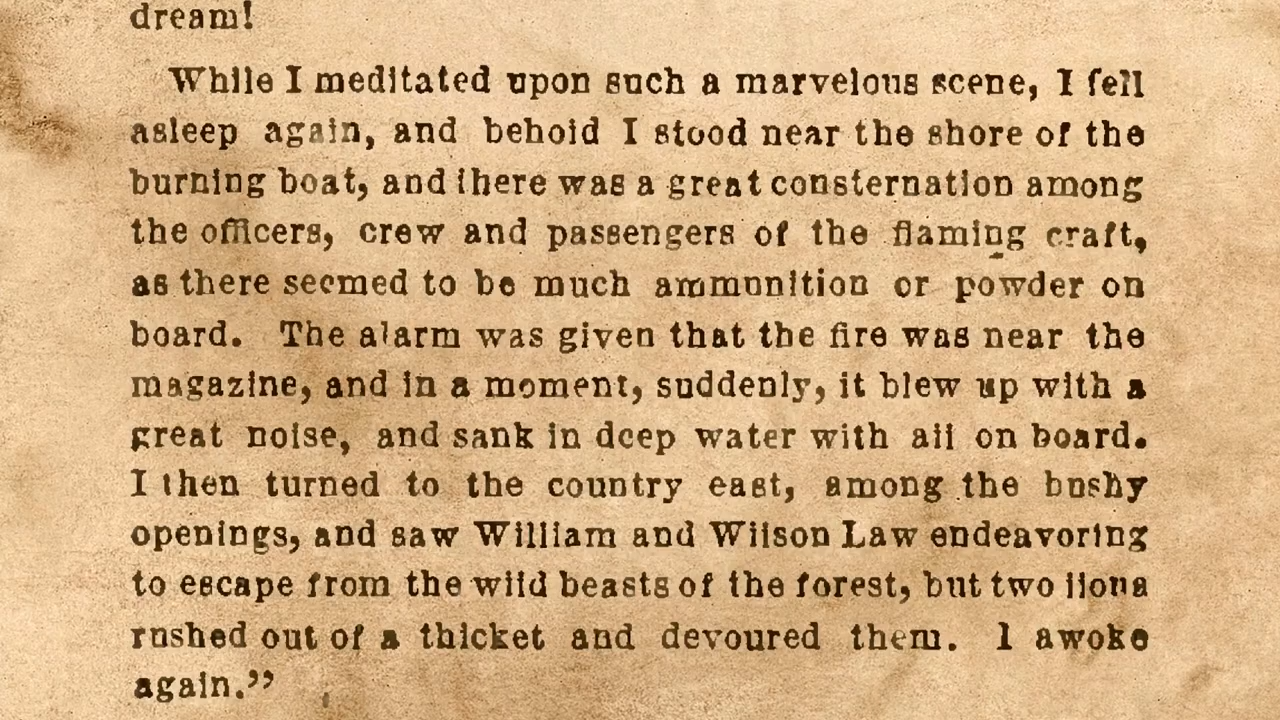 dream!
While I meditated upon such a marvelous scene, I fell
asleep again, and behold I stood near the shore of the
burning boat, and there was a great consternation among
the officers, crew and passengers of the flaming craft,
as there seemed to be much ammunition or powder on
board. The alarm was given that the fire was near the
magazine, and in a moment, suddenly, it blew up with a
great noise, and sank in deep water with all on board.
I then turned to the country east, among the bushy
openings, and saw William and Wilson Law endeavoring
to escape from the wild beasts of the forest, but two lions
rushed out of a thicket and devoured them. I awoke
again.”